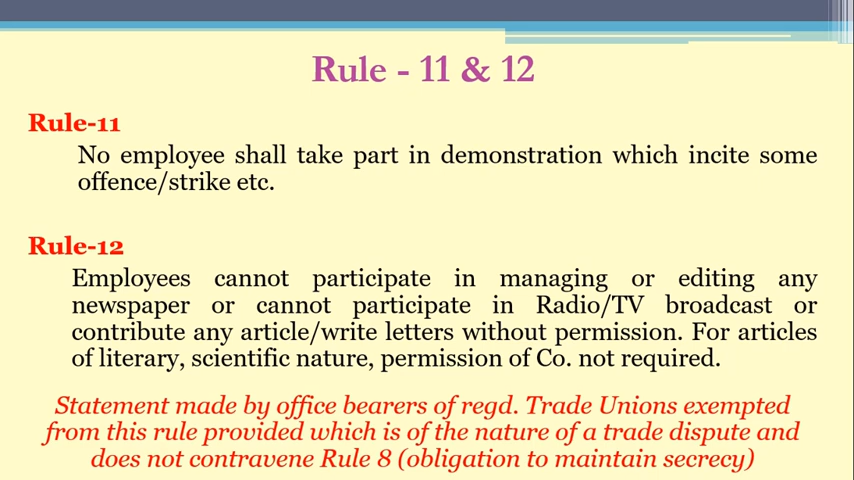 Rule - 11 & 12
Rule-11
No employee shall take part in demonstration which incite some
offence/strike etc.
Rule-12
Employees cannot participate in managing or editing any
newspaper or cannot participate in Radio/TV broadcast or
contribute any article/write letters without permission. For articles
of literary, scientific nature, permission of Co. not required.
Statement made by office bearers of regd. Trade Unions exempted
from this rule provided which is of the nature of a trade dispute and
does not contravene Rule 8 (obligation to maintain secrecy)